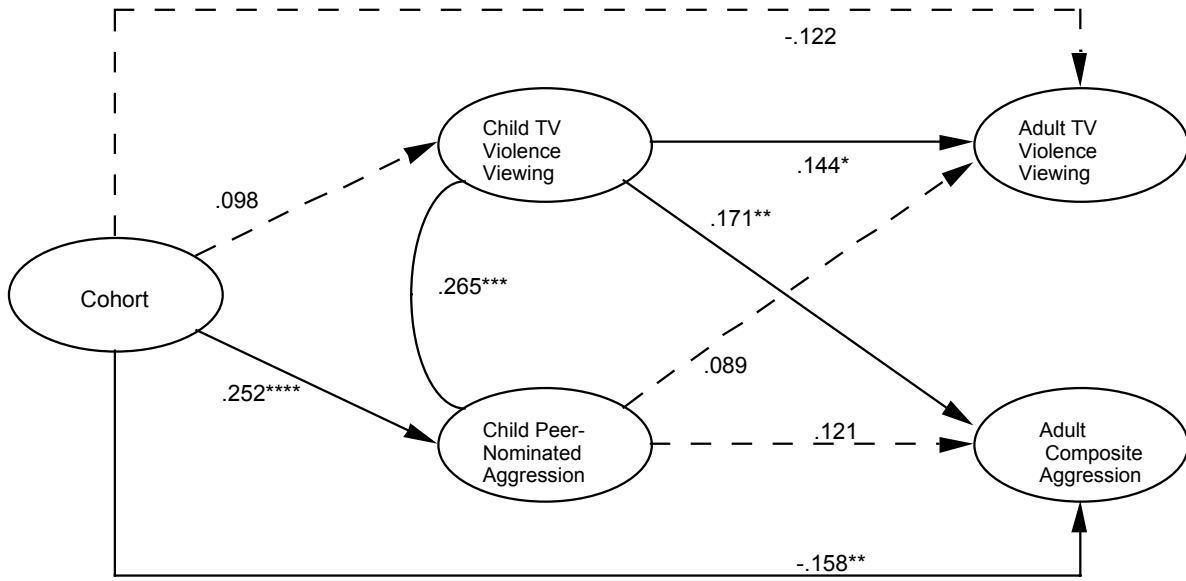 -.122
Child TV
Violence
Viewing
Adult TV
Violence
Viewing
.144*
.098
.171**
Cohort
.265***
.089
.252****
Child Peer-
Nominated
Aggression
.121
Adult
Composite
Aggression
-.158**